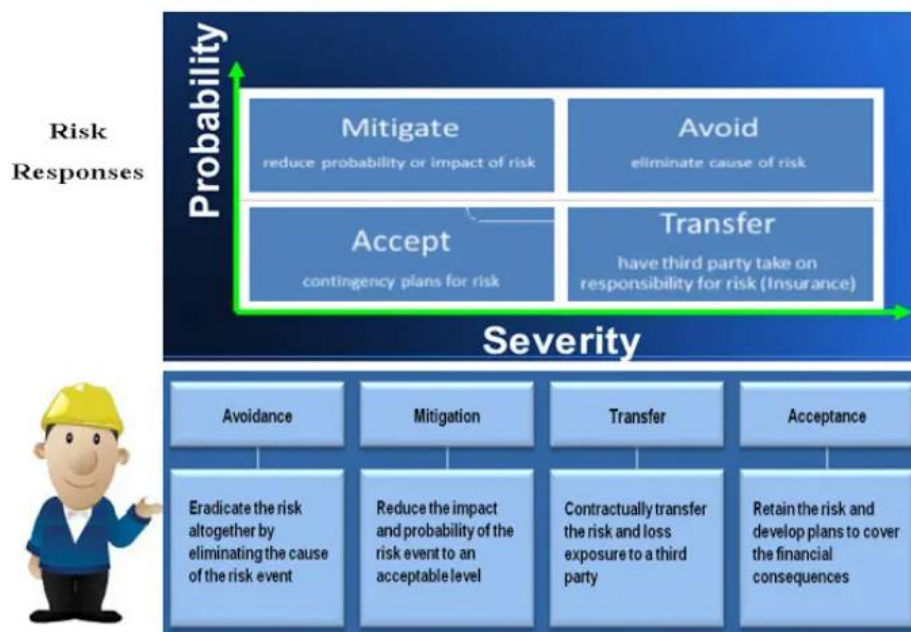 Risk
Responses
Probability
Mitigate
reduce probability or impact of risk
Avoid
eliminate cause of risk
Accept
contingency plans for risk
Transfer
have third party take on
responsibility for risk (Insurance)
Severity
Avoidance
Mitigation
Transfer
Acceptance
Eradicate the risk
altogether by
eliminating the cause
of the risk event
Reduce the impact
and probability of the
risk event to an
acceptable level
Contractually transfer
the risk and loss
exposure to a third
party
Retain the risk and
develop plans to cover
the financial
consequences